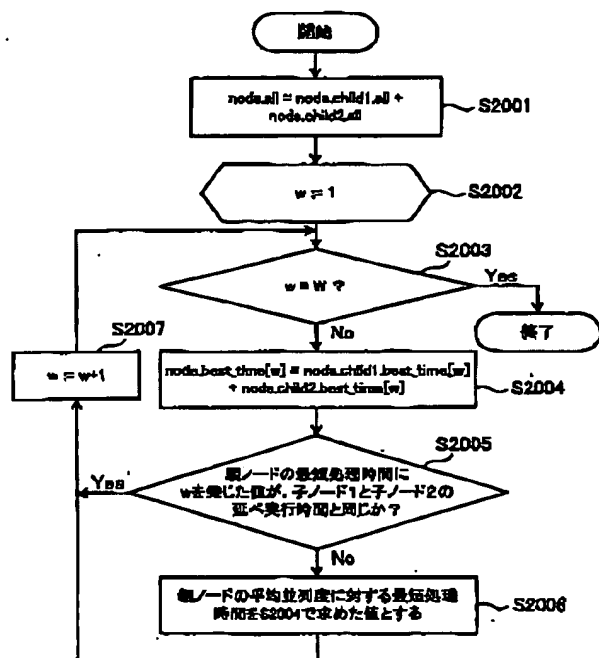 開始
node.all = node.child1.all +
node.child2.all
S2001
w := 1
S2002
S2003
w = W ?
Yes
終了
No
S2007
w := w+1
node.best_time[w] = node.child1.best_time[w]
+ node.child2.best_time[w]
S2004
S2005
親ノードの最短処理時間に
wを乗じた値が、子ノード1と子ノード2の
延べ実行時間と同じか?
Yes
No
親ノードの平均並列度に対する最短処理
時間をS2004で求めた値とする
S2006